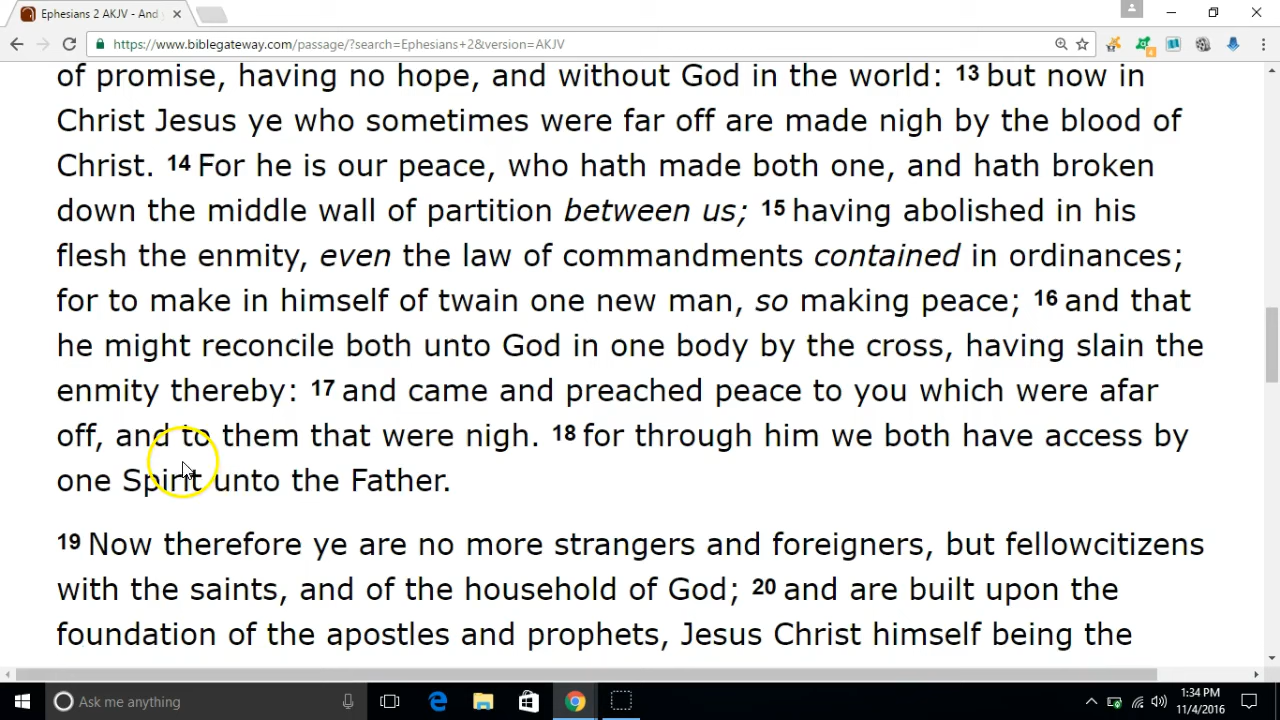 Ephesians 2 AKJV - And
https://www.biblegateway.com/passage/?search=Ephesians+2&version=AKJV
of promise, having no hope, and without God in the world: 13 but now in
Christ Jesus ye who sometimes were far off are made nigh by the blood of
Christ. 14 For he is our peace, who hath made both one, and hath broken
down the middle wall of partition between us; 15 having abolished in his
flesh the enmity, even the law of commandments contained in ordinances;
for to make in himself of twain one new man, so making peace; 16 and that
he might reconcile both unto God in one body by the cross, having slain the
enmity thereby: 17 and came and preached peace to you which were afar
off, and to them that were nigh. 18 for through him we both have access by
one Spirit unto the Father.
19 Now therefore ye are no more strangers and foreigners, but fellowcitizens
with the saints, and of the household of God; 20 and are built upon the
foundation of the apostles and prophets, Jesus Christ himself being the
Ask me anything
1:34 PM
11/4/2016